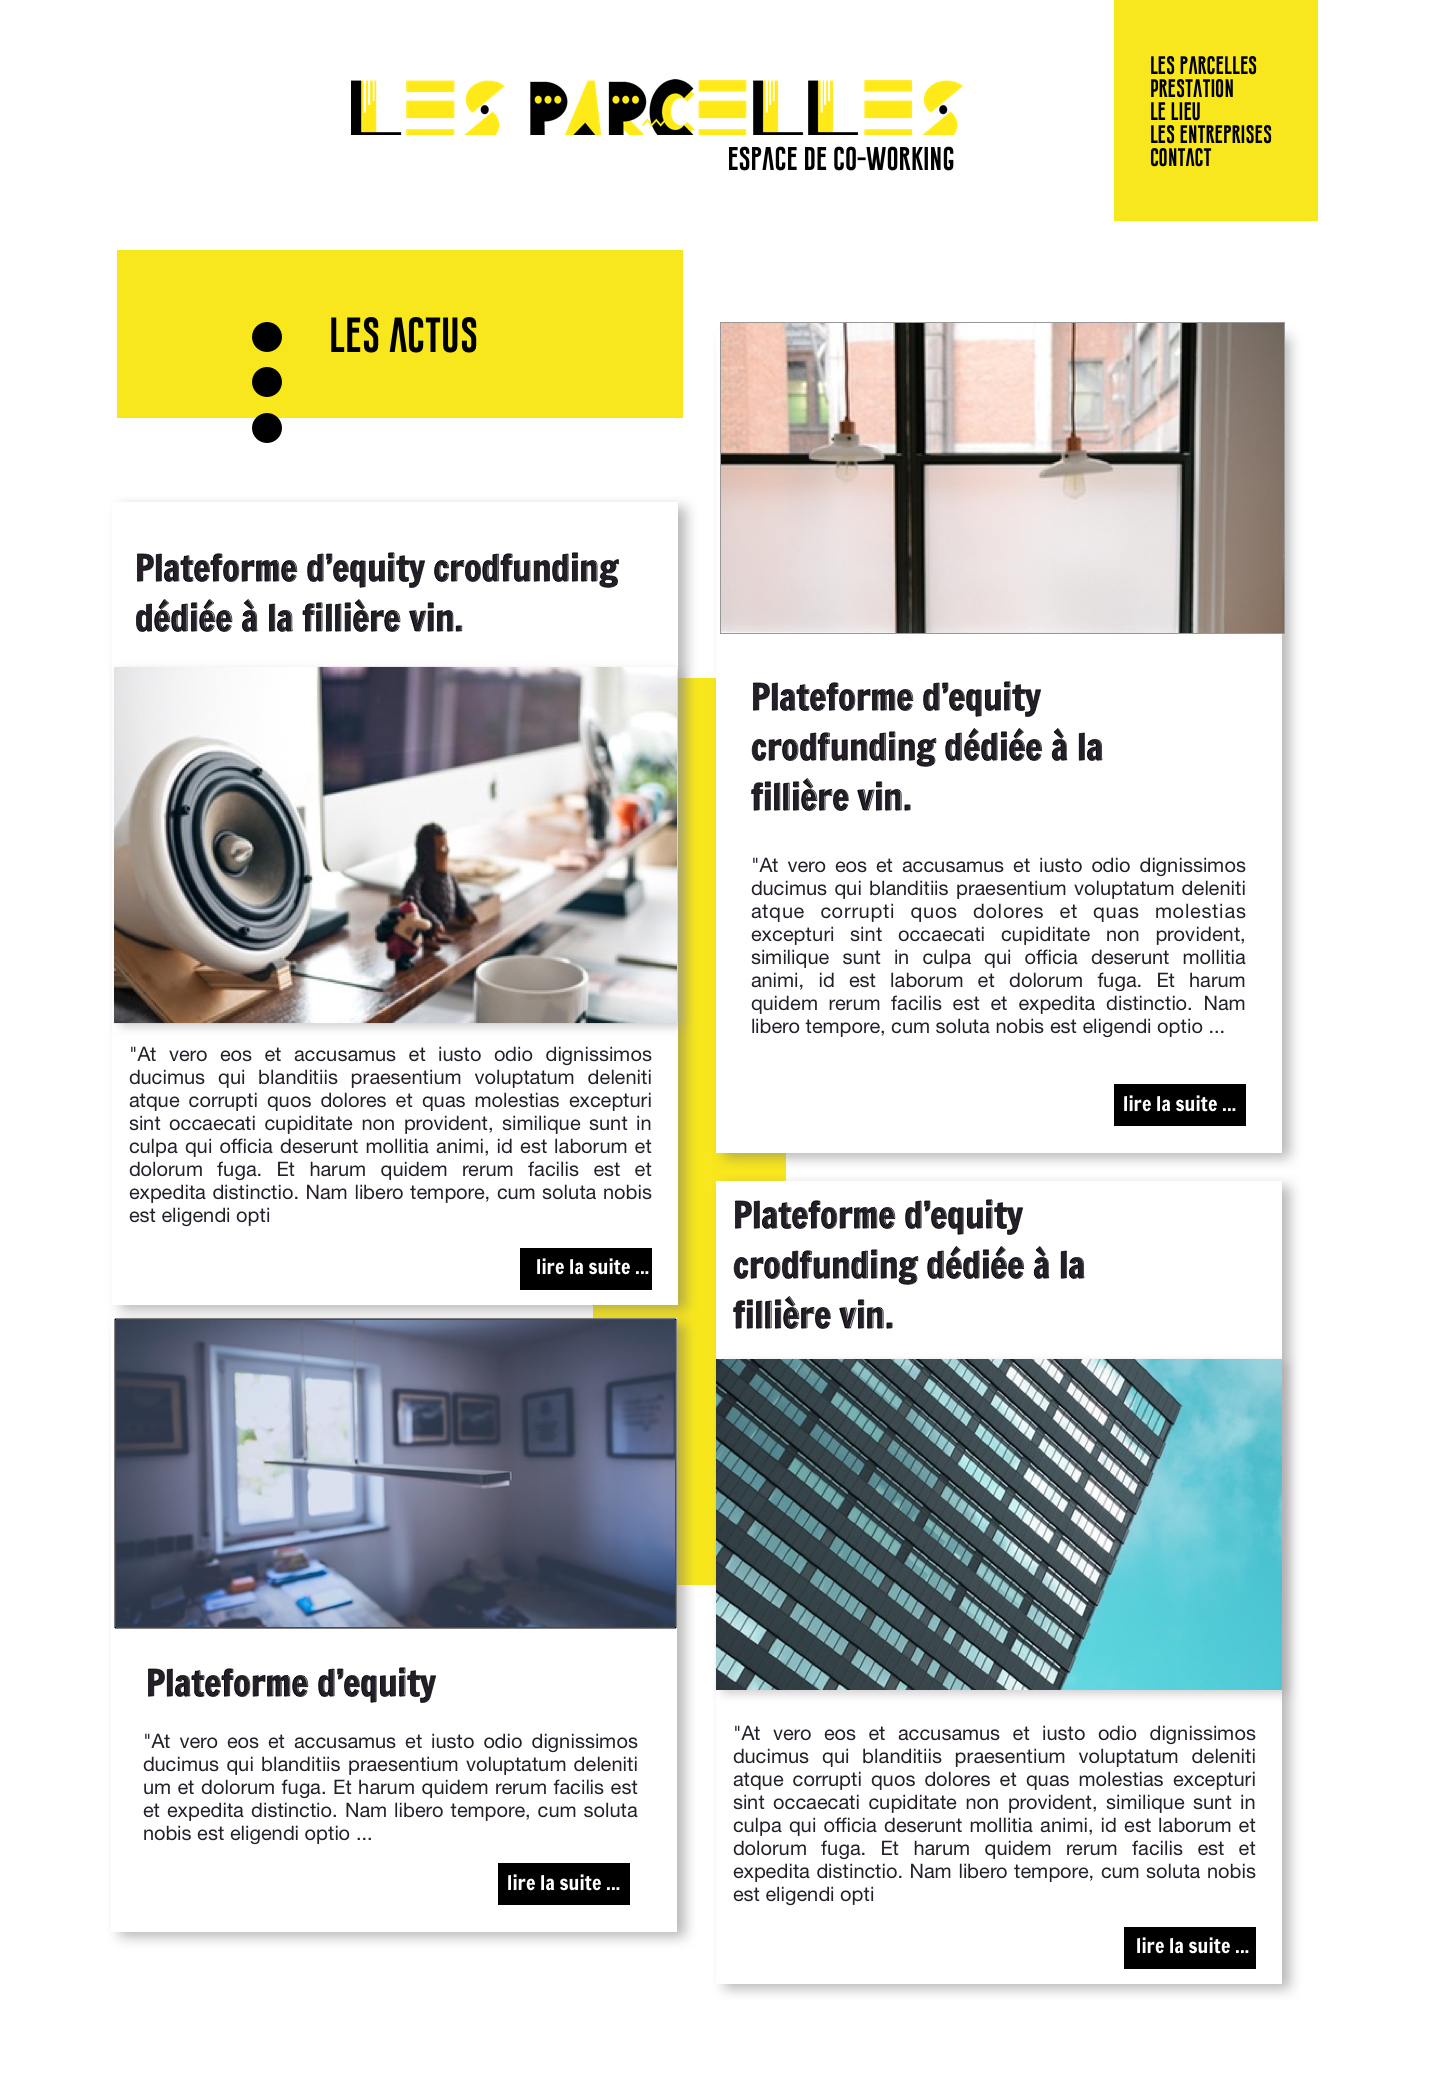 LES PARCELLES
ESPACE DE CO-WORKING
LES PARCELLES
PRESTATION
LE LIEU
LES ENTREPRISES
CONTACT
LES ACTUS
Plateforme d’equity crodfunding
dédiée à la fillière vin.
"At vero eos et accusamus et iusto odio dignissimos
ducimus qui blanditiis praesentium voluptatum deleniti
atque corrupti quos dolores et quas molestias excepturi
sint occaecati cupiditate non provident, similique sunt in
culpa qui officia deserunt mollitia animi, id est laborum et
dolorum fuga. Et harum quidem rerum facilis est et
expedita distinctio. Nam libero tempore, cum soluta nobis
est eligendi opti
lire la suite ...
Plateforme d’equity
"At vero eos et accusamus et iusto odio dignissimos
ducimus qui blanditiis praesentium voluptatum deleniti
um et dolorum fuga. Et harum quidem rerum facilis est
et expedita distinctio. Nam libero tempore, cum soluta
nobis est eligendi optio ...
lire la suite ...
Plateforme d’equity
crodfunding dédiée à la
fillière vin.
"At vero eos et accusamus et iusto odio dignissimos
ducimus qui blanditiis praesentium voluptatum deleniti
atque corrupti quos dolores et quas molestias
excepturi sint occaecati cupiditate non provident,
similique sunt in culpa qui officia deserunt mollitia
animi, id est laborum et dolorum fuga. Et harum
quidem rerum facilis est et expedita distinctio. Nam
libero tempore, cum soluta nobis est eligendi optio ...
lire la suite ...
Plateforme d’equity
crodfunding dédiée à la
fillière vin.
"At vero eos et accusamus et iusto odio dignissimos
ducimus qui blanditiis praesentium voluptatum deleniti
atque corrupti quos dolores et quas molestias excepturi
sint occaecati cupiditate non provident, similique sunt in
culpa qui officia deserunt mollitia animi, id est laborum et
dolorum fuga. Et harum quidem rerum facilis est et
expedita distinctio. Nam libero tempore, cum soluta nobis
est eligendi opti
lire la suite ...